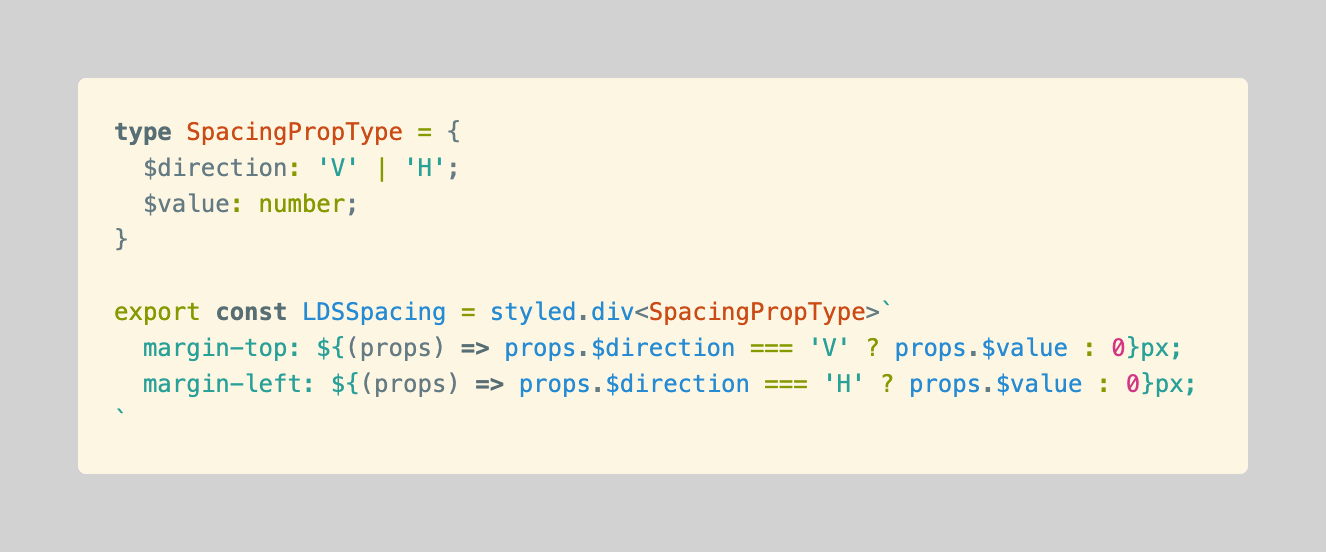 type SpacingPropType = {
  $direction: 'V' | 'H';
  $value: number;
}

export const LDSSpacing = styled.div<SpacingPropType>`
  margin-top: ${(props) => props.$direction === 'V' ? props.$value : 0}px;
  margin-left: ${(props) => props.$direction === 'H' ? props.$value : 0}px;
`